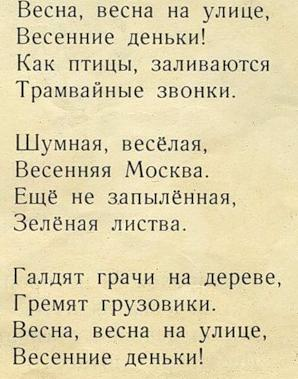 Весна, весна на улице,
Весенние деньки!
Как птицы, заливаются
Трамвайные звонки.

Шумная, весёлая,
Весенняя Москва.
Ещё не запылённая,
Зелёная листва.

Галдят грачи на дереве,
Гремят грузовики.
Весна, весна на улице,
Весенние деньки!